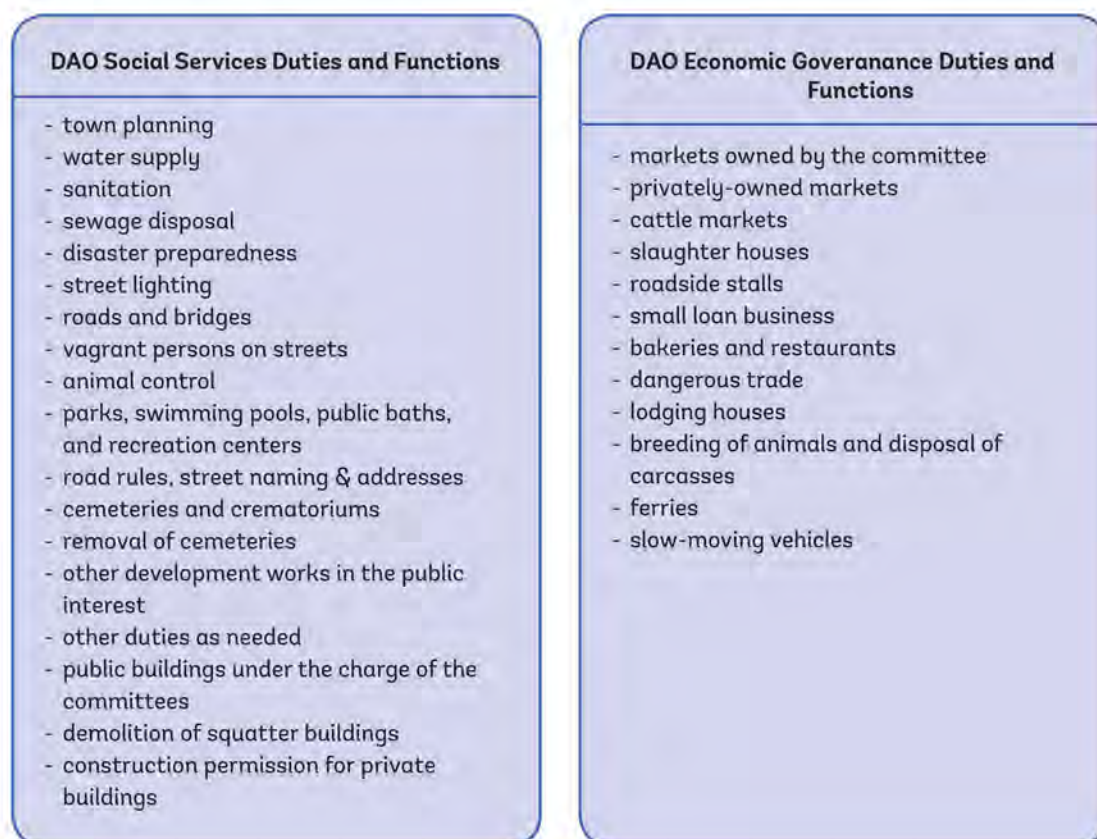 DAO Social Services Duties and Functions
- town planning
- water supply
- sanitation
- sewage disposal
- disaster preparedness
- street lighting
- roads and bridges
- vagrant persons on streets
- animal control
- parks, swimming pools, public baths,
and recreation centers
- road rules, street naming & addresses
- cemeteries and crematoriums
- removal of cemeteries
- other development works in the public
interest
- other duties as needed
- public buildings under the charge of the
committees
- demolition of squatter buildings
- construction permission for private
buildings
DAO Economic Goveranance Duties and
Functions
- markets owned by the committee
- privately-owned markets
- cattle markets
- slaughter houses
- roadside stalls
- small loan business
- bakeries and restaurants
- dangerous trade
- lodging houses
- breeding of animals and disposal of
carcasses
- ferries
- slow-moving vehicles